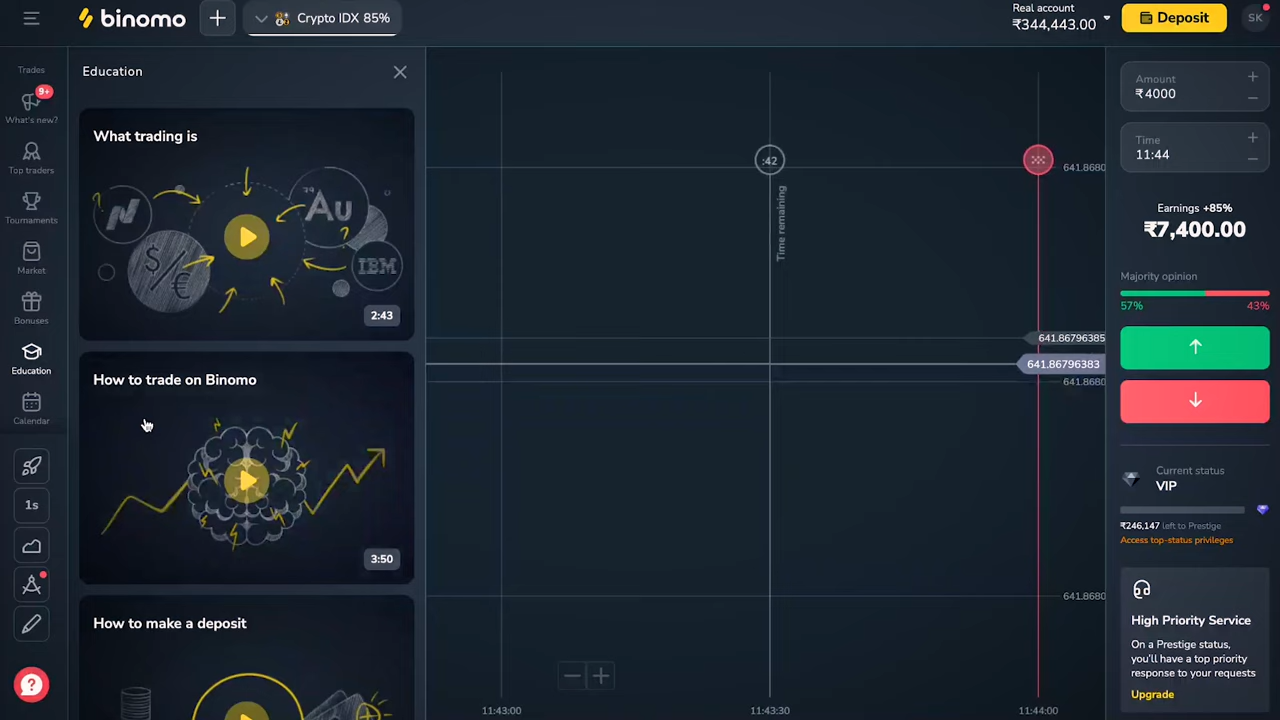 binomo
+
Crypto IDX 85%
Real account
₹344,443.00
Deposit
SK
Trades
9+
What's new?
Top traders
Tournaments
Market
Bonuses
Education
Calendar
1s
?
Education
What trading is
N
$/€
79
Au
IBM
2:43
How to trade on Binomo
3:50
How to make a deposit
:42
Time remaining
641.8680
641.86796385
641.86796383
641.8680
641.8680
11:43:00
11:43:30
11:44:00
Amount
₹4000
Time
11:44
Earnings +85%
₹7,400.00
Majority opinion
57%
43%
Current status
VIP
₹246,147 left to Prestige
Access top-status privileges
High Priority Service
On a Prestige status,
you'll have a top priority
response to your requests
Upgrade